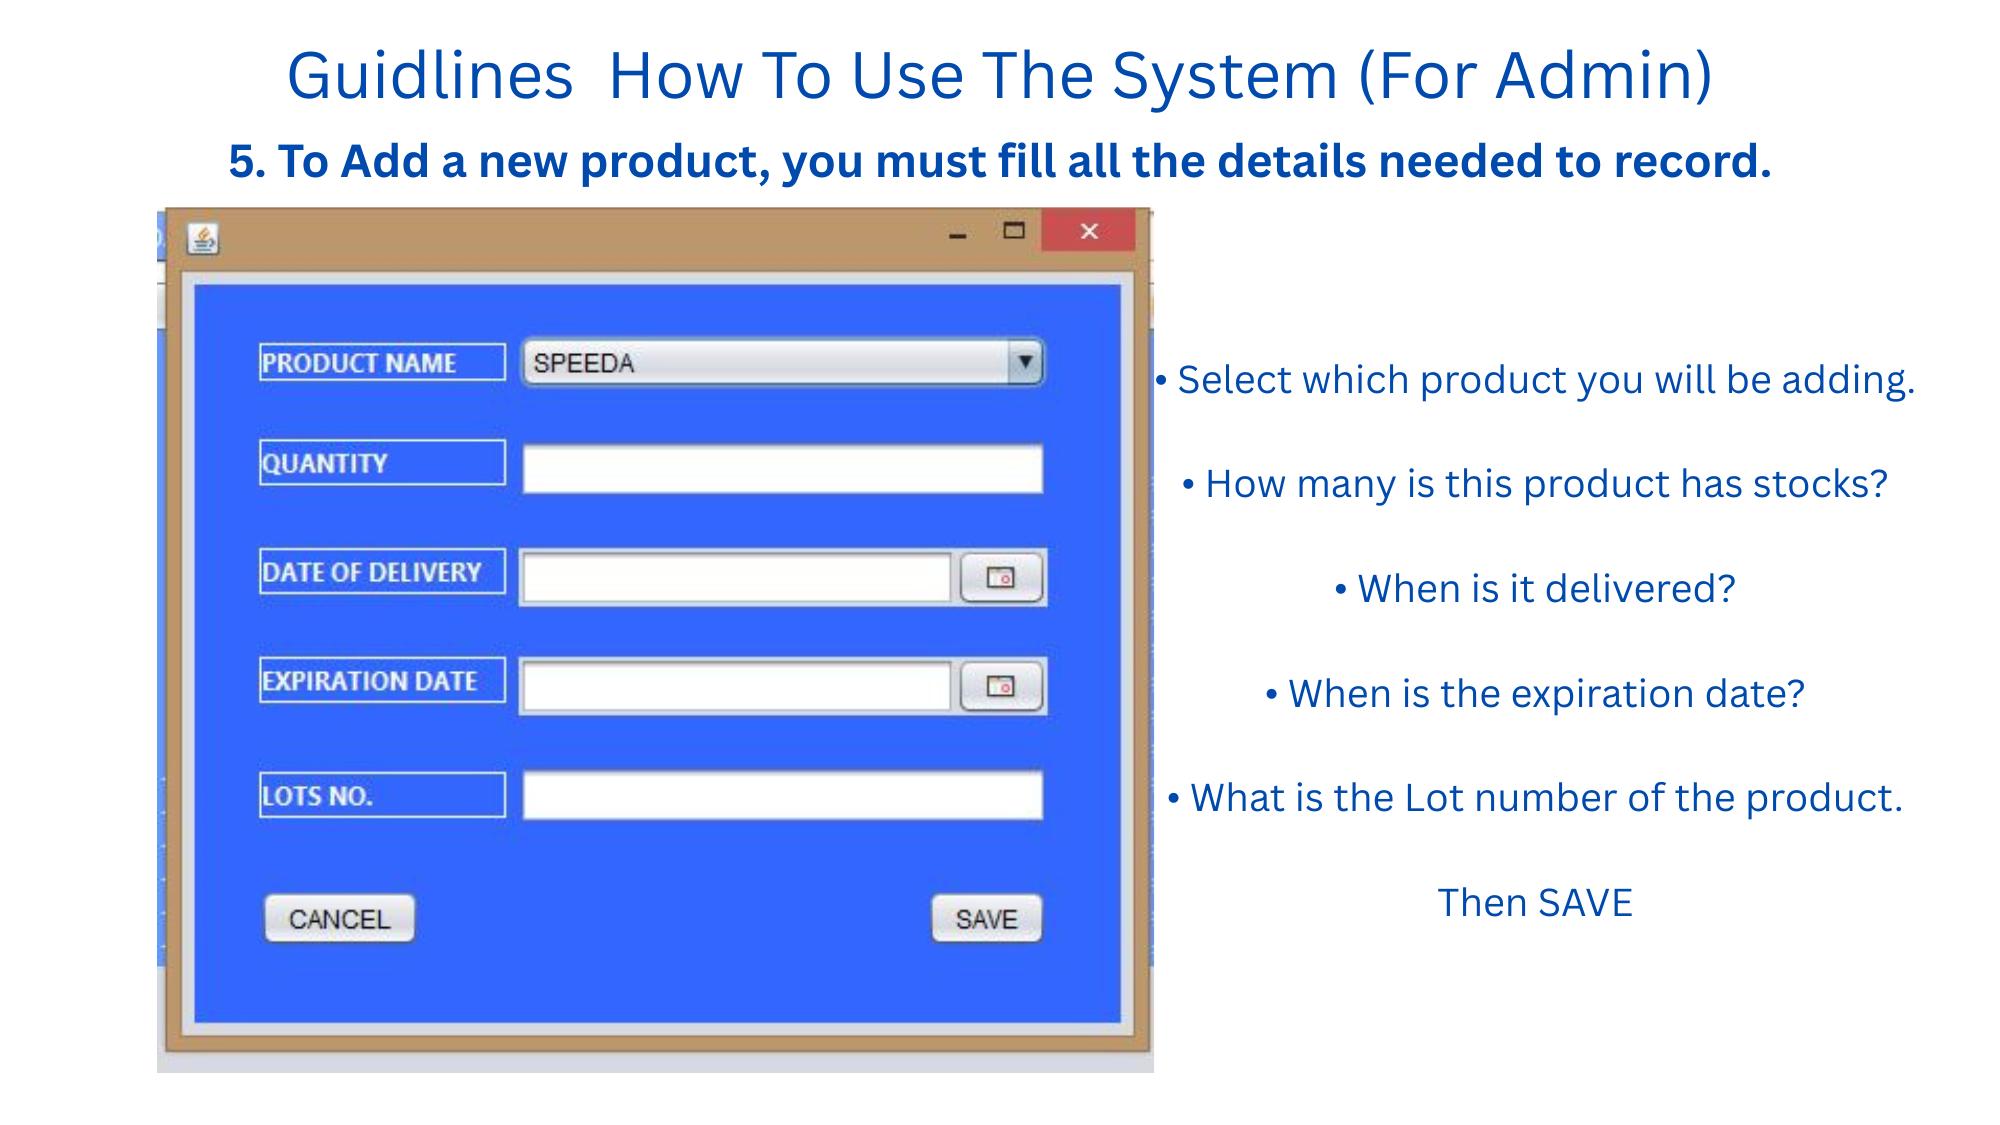 Guidlines How To Use The System (For Admin)
5. To Add a new product, you must fill all the details needed to record.
PRODUCT NAME
SPEEDA
• Select which product you will be adding.
QUANTITY
• How many is this product has stocks?
DATE OF DELIVERY
• When is it delivered?
EXPIRATION DATE
• When is the expiration date?
LOTS NO.
• What is the Lot number of the product.
CANCEL
SAVE
Then SAVE